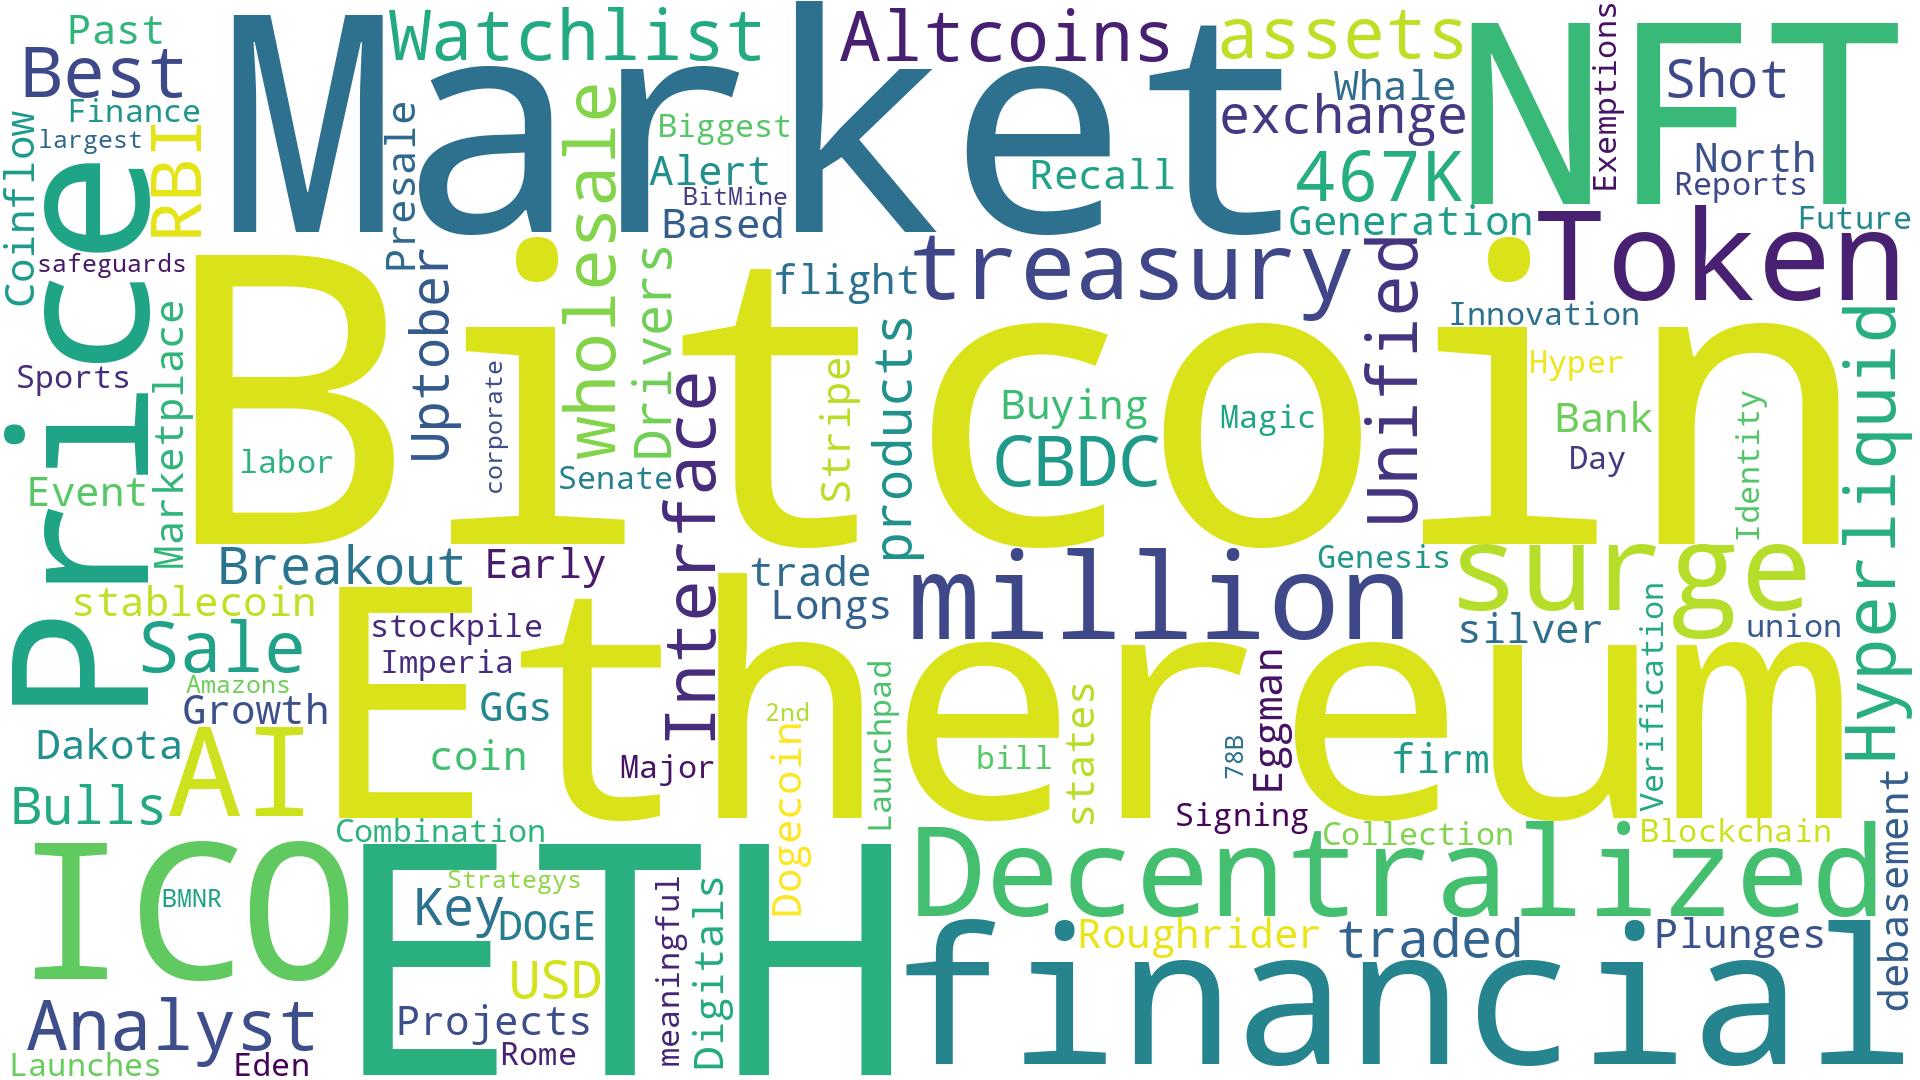 Past
Watchlist
Altcoins
assets
Exemptions
Best
Market
NFT
Whale
Shot
Finance
exchange
largest
Coinflow
RBI
Presale
wholesale
Biggest
Alert
Recall
467K
North
BitMine
Reports
Based
Generation
Future
Price
safeguards
Uptober
Drivers
flight
treasury
Unified
Token
Bitcoin
Innovation
Hyperliquid
Sports
Marketplace
corporate
Interface
Stripe
products
Buying
Magic
Hyper
Bank
Identity
CBDC
Day
labor
Senate
Event
Breakout
Early
trade
million
Genesis
surge
stablecoin
Longs
Sale
stockpile
silver
union
Imperia
Verification
Amazons
Growth
GGs
2nd
Ethereum
Launchpad
states
Eggman
Dakota
coin
Major
bill
78B
firm
AI
Dogecoin
debasement
Bulls
Signing
Combination
Collection
Blockchain
ICO
ETH
Decentralized
BMNR
Strategys
Key
DOGE
meaningful
Digitals
Roughrider
traded
Plunges
USD
financial
Analyst
Projects
Rome
Launches
Eden